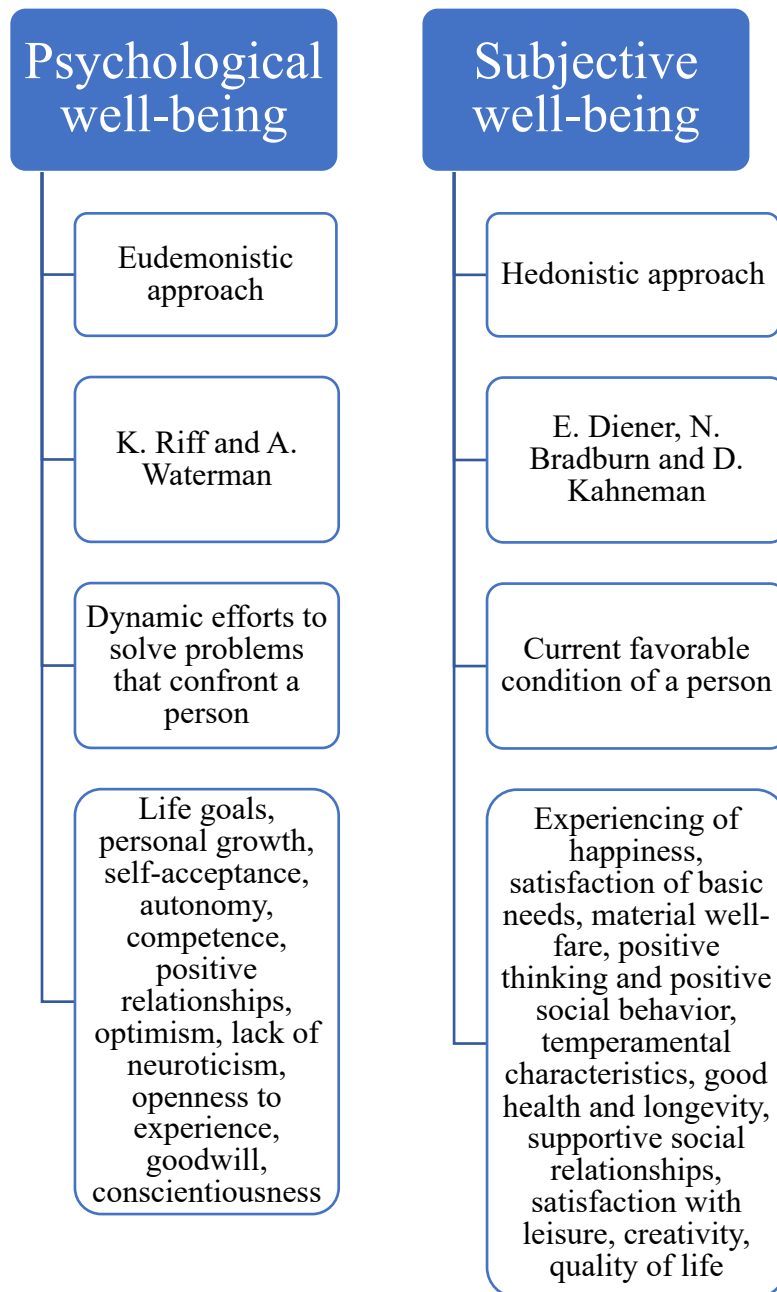 Psychological
well-being
Eudemonistic
approach
K. Riff and A.
Waterman
Dynamic efforts to
solve problems
that confront a
person
Life goals,
personal growth,
self-acceptance,
autonomy,
competence,
positive
relationships,
optimism, lack of
neuroticism,
openness to
experience,
goodwill,
conscientiousness
Subjective
well-being
Hedonistic approach
E. Diener, N.
Bradburn and D.
Kahneman
Current favorable
condition of a person
Experiencing of
happiness,
satisfaction of basic
needs, material well-
fare, positive
thinking and positive
social behavior,
temperamental
characteristics, good
health and longevity,
supportive social
relationships,
satisfaction with
leisure, creativity,
quality of life